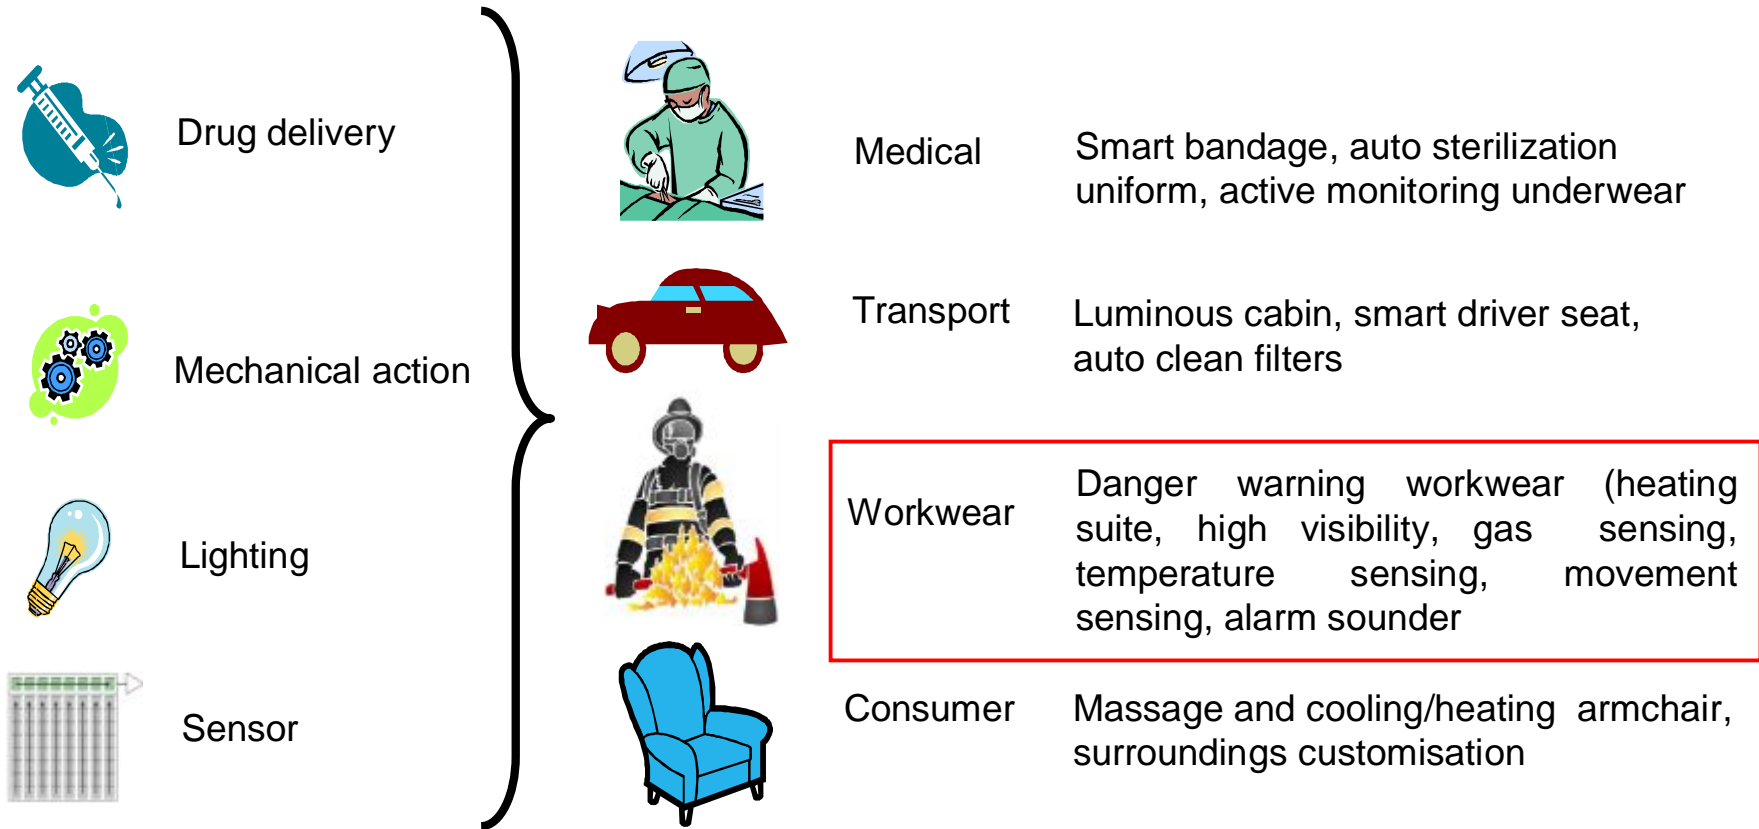 Drug delivery
Mechanical action
Lighting
Sensor
Medical
Smart bandage, auto sterilization
uniform, active monitoring underwear
Transport
Luminous cabin, smart driver seat,
auto clean filters
Workwear
Danger warning workwear (heating
suite, high visibility, gas sensing,
temperature sensing, movement
sensing, alarm sounder
Consumer
Massage and cooling/heating armchair,
surroundings customisation